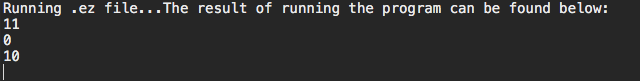 Running .ez file...The result of running the program can be found below:
11
0
10